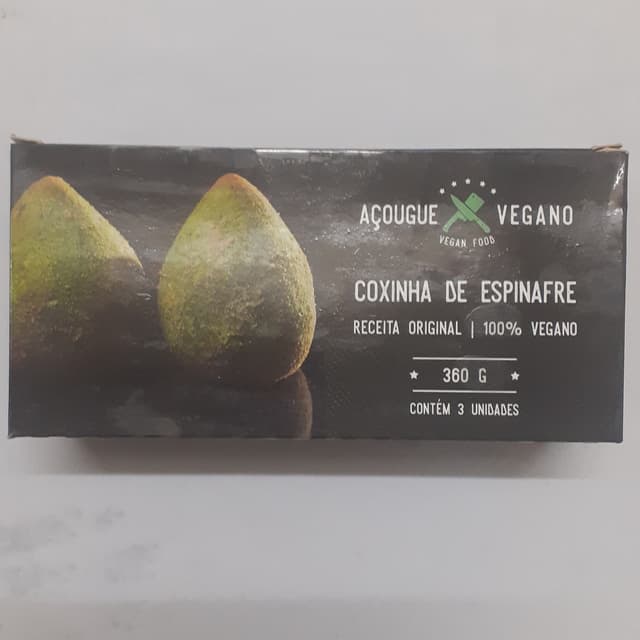 AÇOUGUE VEGANO
VEGAN FOOD
COXINHA DE ESPINAFRE
RECEITA ORIGINAL | 100% VEGANO
360 G
CONTÉM 3 UNIDADES